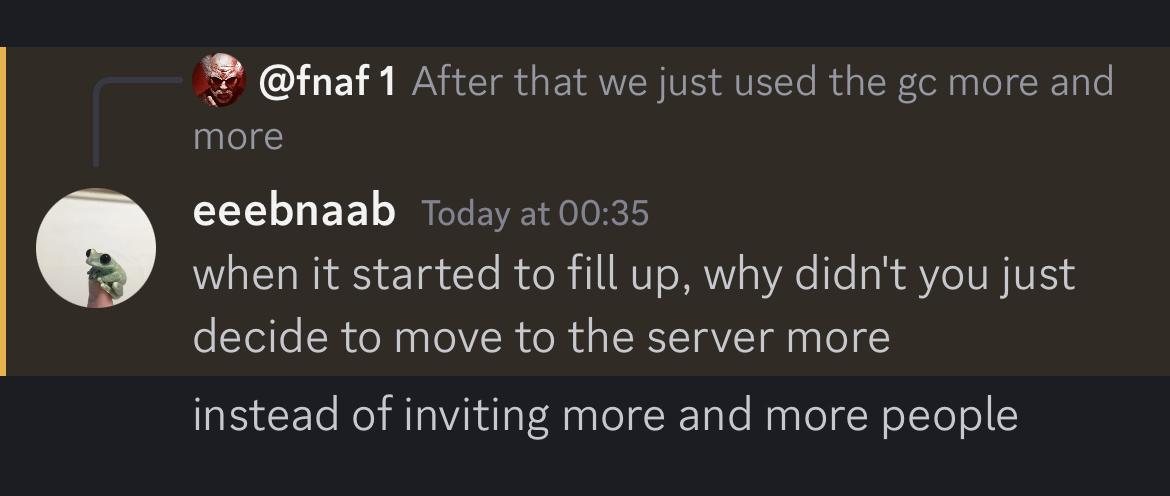 @fnaf 1 After that we just used the gc more and
more
eeebnaab Today at 00:35
when it started to fill up, why didn't you just
decide to move to the server more
instead of inviting more and more people